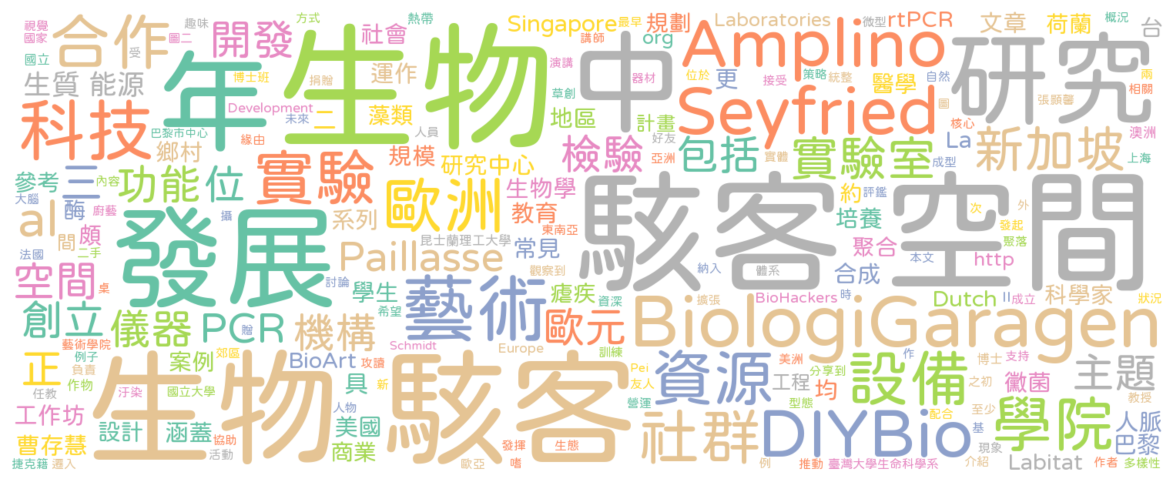 視覺 趣味 方式 熱帶 Singapore 最早 Laboratories 微型 rtPCR 文章 荷蘭 概況 台
國家 圖二 受 社會 講師 org 規劃
合作 開發 生物 中 Amplino 研究
國立 博士班 捐贈 運作 演講 器材 位於 更 接受 策略 統整 醫學 自然 兩 相關
生質 能源 年 Development 未來 二 藻類 草創 地區 計畫 Seyfried 圖 張顥馨
科技 巴黎市中心 緣由 人員 好友 核心 澳洲
鄉村 實驗 規模 研究中心 檢驗 亞洲 包括 實體 實驗室 成型 La 新加坡 上海
參考 三 內容 功能 位 歐洲 生物學 約 評鑑 次 外
大腦 酶 廚藝 系列 教育 駭客空間 培養 發起
al 間 頗 發展 攝 Paillasse 昆士蘭理工大學 東南亞 常見 聚合 本文 聚落 http
法國 二手 討論 觀察到 納入 體系 合成
空間 桌 學生 希望 藝術 瘧疾 資深 擴張 BioHackers 時 Dutch II 成立 科學家 狀況
創立 儀器 贈 PCR 機構 歐元 BiologiGaragen
藝術學院 郊區 Schmidt Europe 訓練 美洲 作 博士 支持
正 例子 負責 案例 BioArt 攻讀 生物 駭客 Pei 友人 資源 分享到 工程 設備 之初 黴菌 主題
任教 作物 汙染 國立大學 具 新 營運 型態 均 教授
工作坊 人物 美國 社群 DIYBio 配合 至少 學院 人脈
曹存慧 設計 涵蓋 協助 發揮 生態 基 現象 巴黎
捷克籍 邁入 活動 商業 歐亞 嗜 例 推動 臺灣大學生命科學系 介紹 Labitat 作者 多樣性